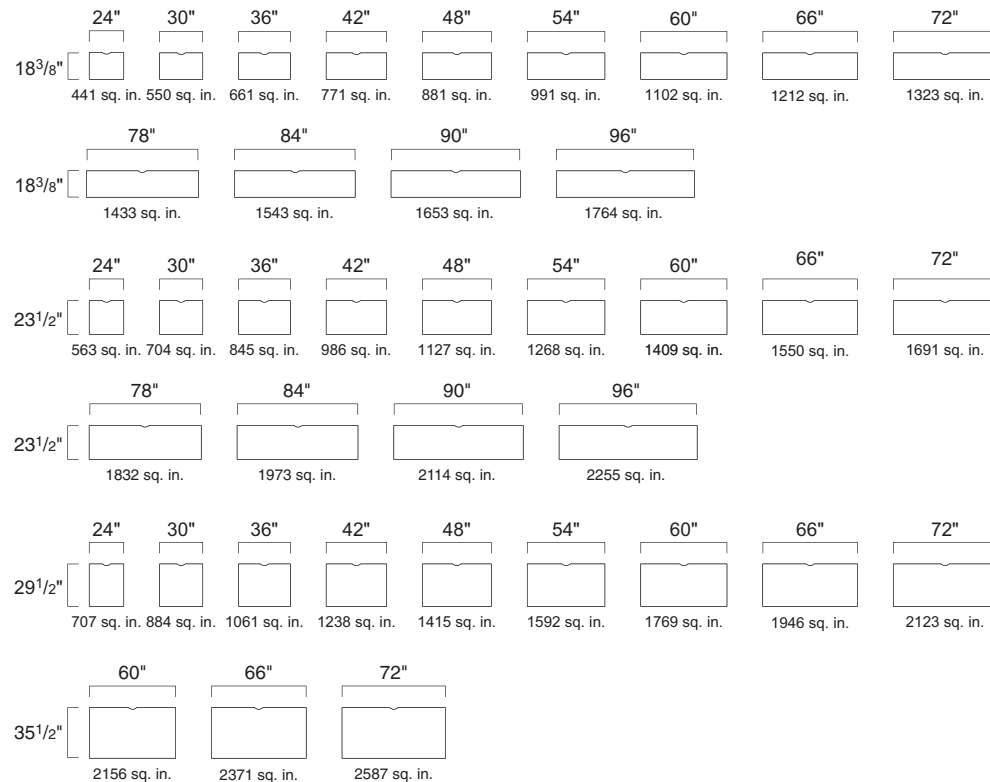 24" 30" 36" 42" 48" 54" 60" 66" 72"
18 3/8"
441 sq. in. 550 sq. in. 661 sq. in. 771 sq. in. 881 sq. in. 991 sq. in. 1102 sq. in. 1212 sq. in. 1323 sq. in.
78" 84" 90" 96"
18 3/8"
1433 sq. in. 1543 sq. in. 1653 sq. in. 1764 sq. in.
24" 30" 36" 42" 48" 54" 60" 66" 72"
23 1/2"
563 sq. in. 704 sq. in. 845 sq. in. 986 sq. in. 1127 sq. in. 1268 sq. in. 1409 sq. in. 1550 sq. in. 1691 sq. in.
78" 84" 90" 96"
23 1/2"
1832 sq. in. 1973 sq. in. 2114 sq. in. 2255 sq. in.
24" 30" 36" 42" 48" 54" 60" 66" 72"
29 1/2"
707 sq. in. 884 sq. in. 1061 sq. in. 1238 sq. in. 1415 sq. in. 1592 sq. in. 1769 sq. in. 1946 sq. in. 2123 sq. in.
60" 66" 72"
35 1/2"
2156 sq. in. 2371 sq. in. 2587 sq. in.